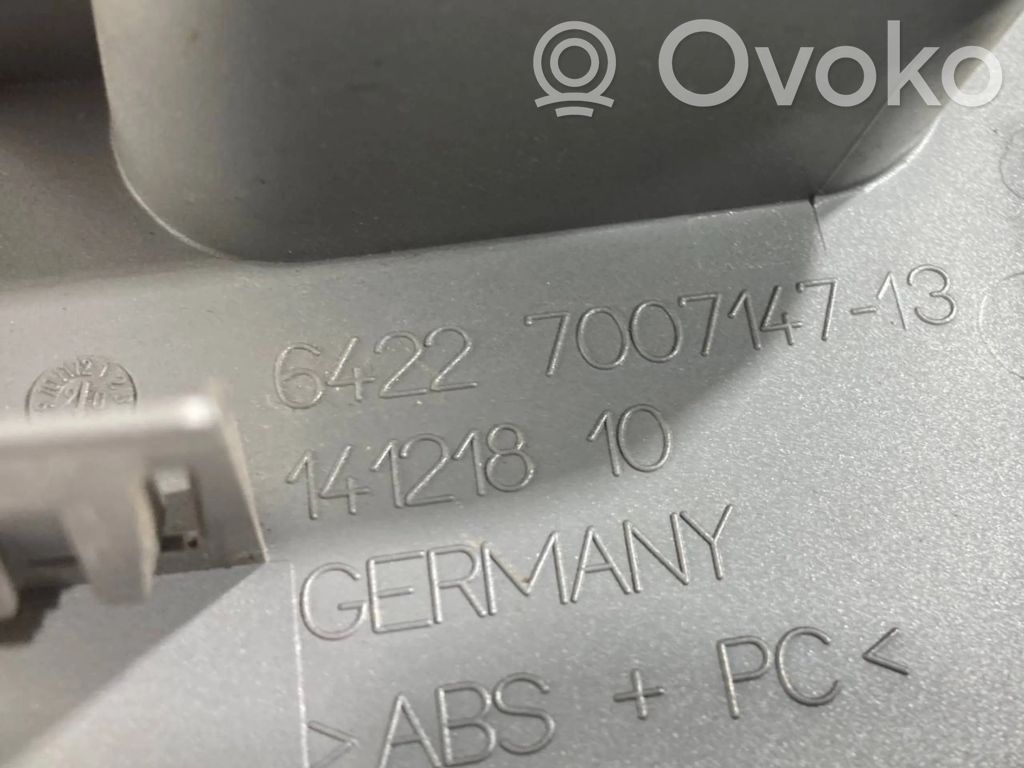 Ovoko
6422 7007147-13
141218 10
GERMANY
>ABS + PC<